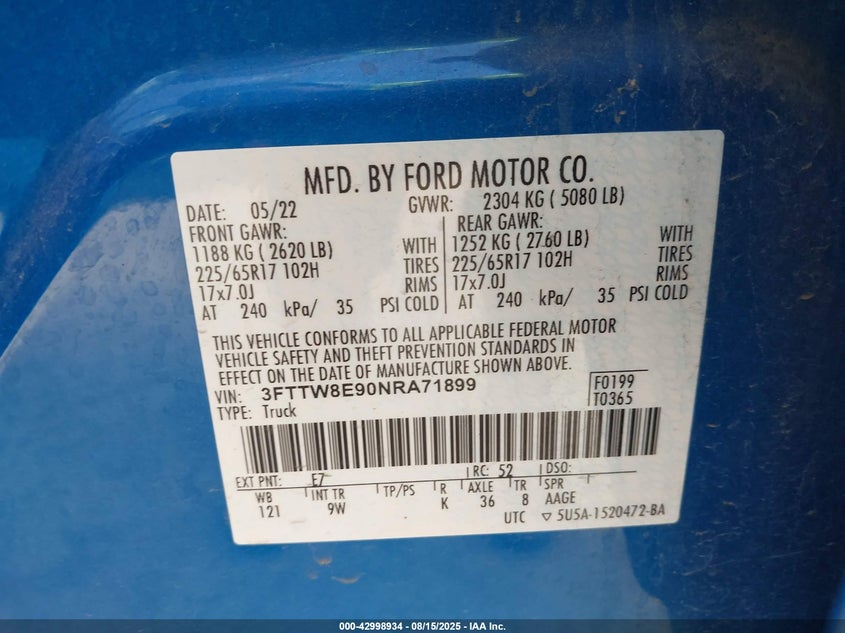 MFD. BY FORD MOTOR CO.
DATE: 05/22 GVWR: 2304 KG ( 5080 LB)
FRONT GAWR: REAR GAWR:
1188 KG ( 2620 LB) WITH 1252 KG ( 2760 LB) WITH
225/65R17 102H TIRES 225/65R17 102H TIRES
17x7.0J RIMS 17x7.0J RIMS
AT 240 kPa/ 35 PSI COLD AT 240 kPa/ 35 PSI COLD
THIS VEHICLE CONFORMS TO ALL APPLICABLE FEDERAL MOTOR
VEHICLE SAFETY AND THEFT PREVENTION STANDARDS IN
EFFECT ON THE DATE OF MANUFACTURE SHOWN ABOVE.
VIN: 3FTTW8E90NRA71899 F0199
TYPE: Truck T0365
EXT PNT: E7 RC: 52 DSO:
WB INT TR TP/PS R AXLE TR SPR
121 9W K 36 8 AAGE
UTC ▽ 5U5A-1520472-BA
000-42998934 - 08/15/2025 - IAA Inc.